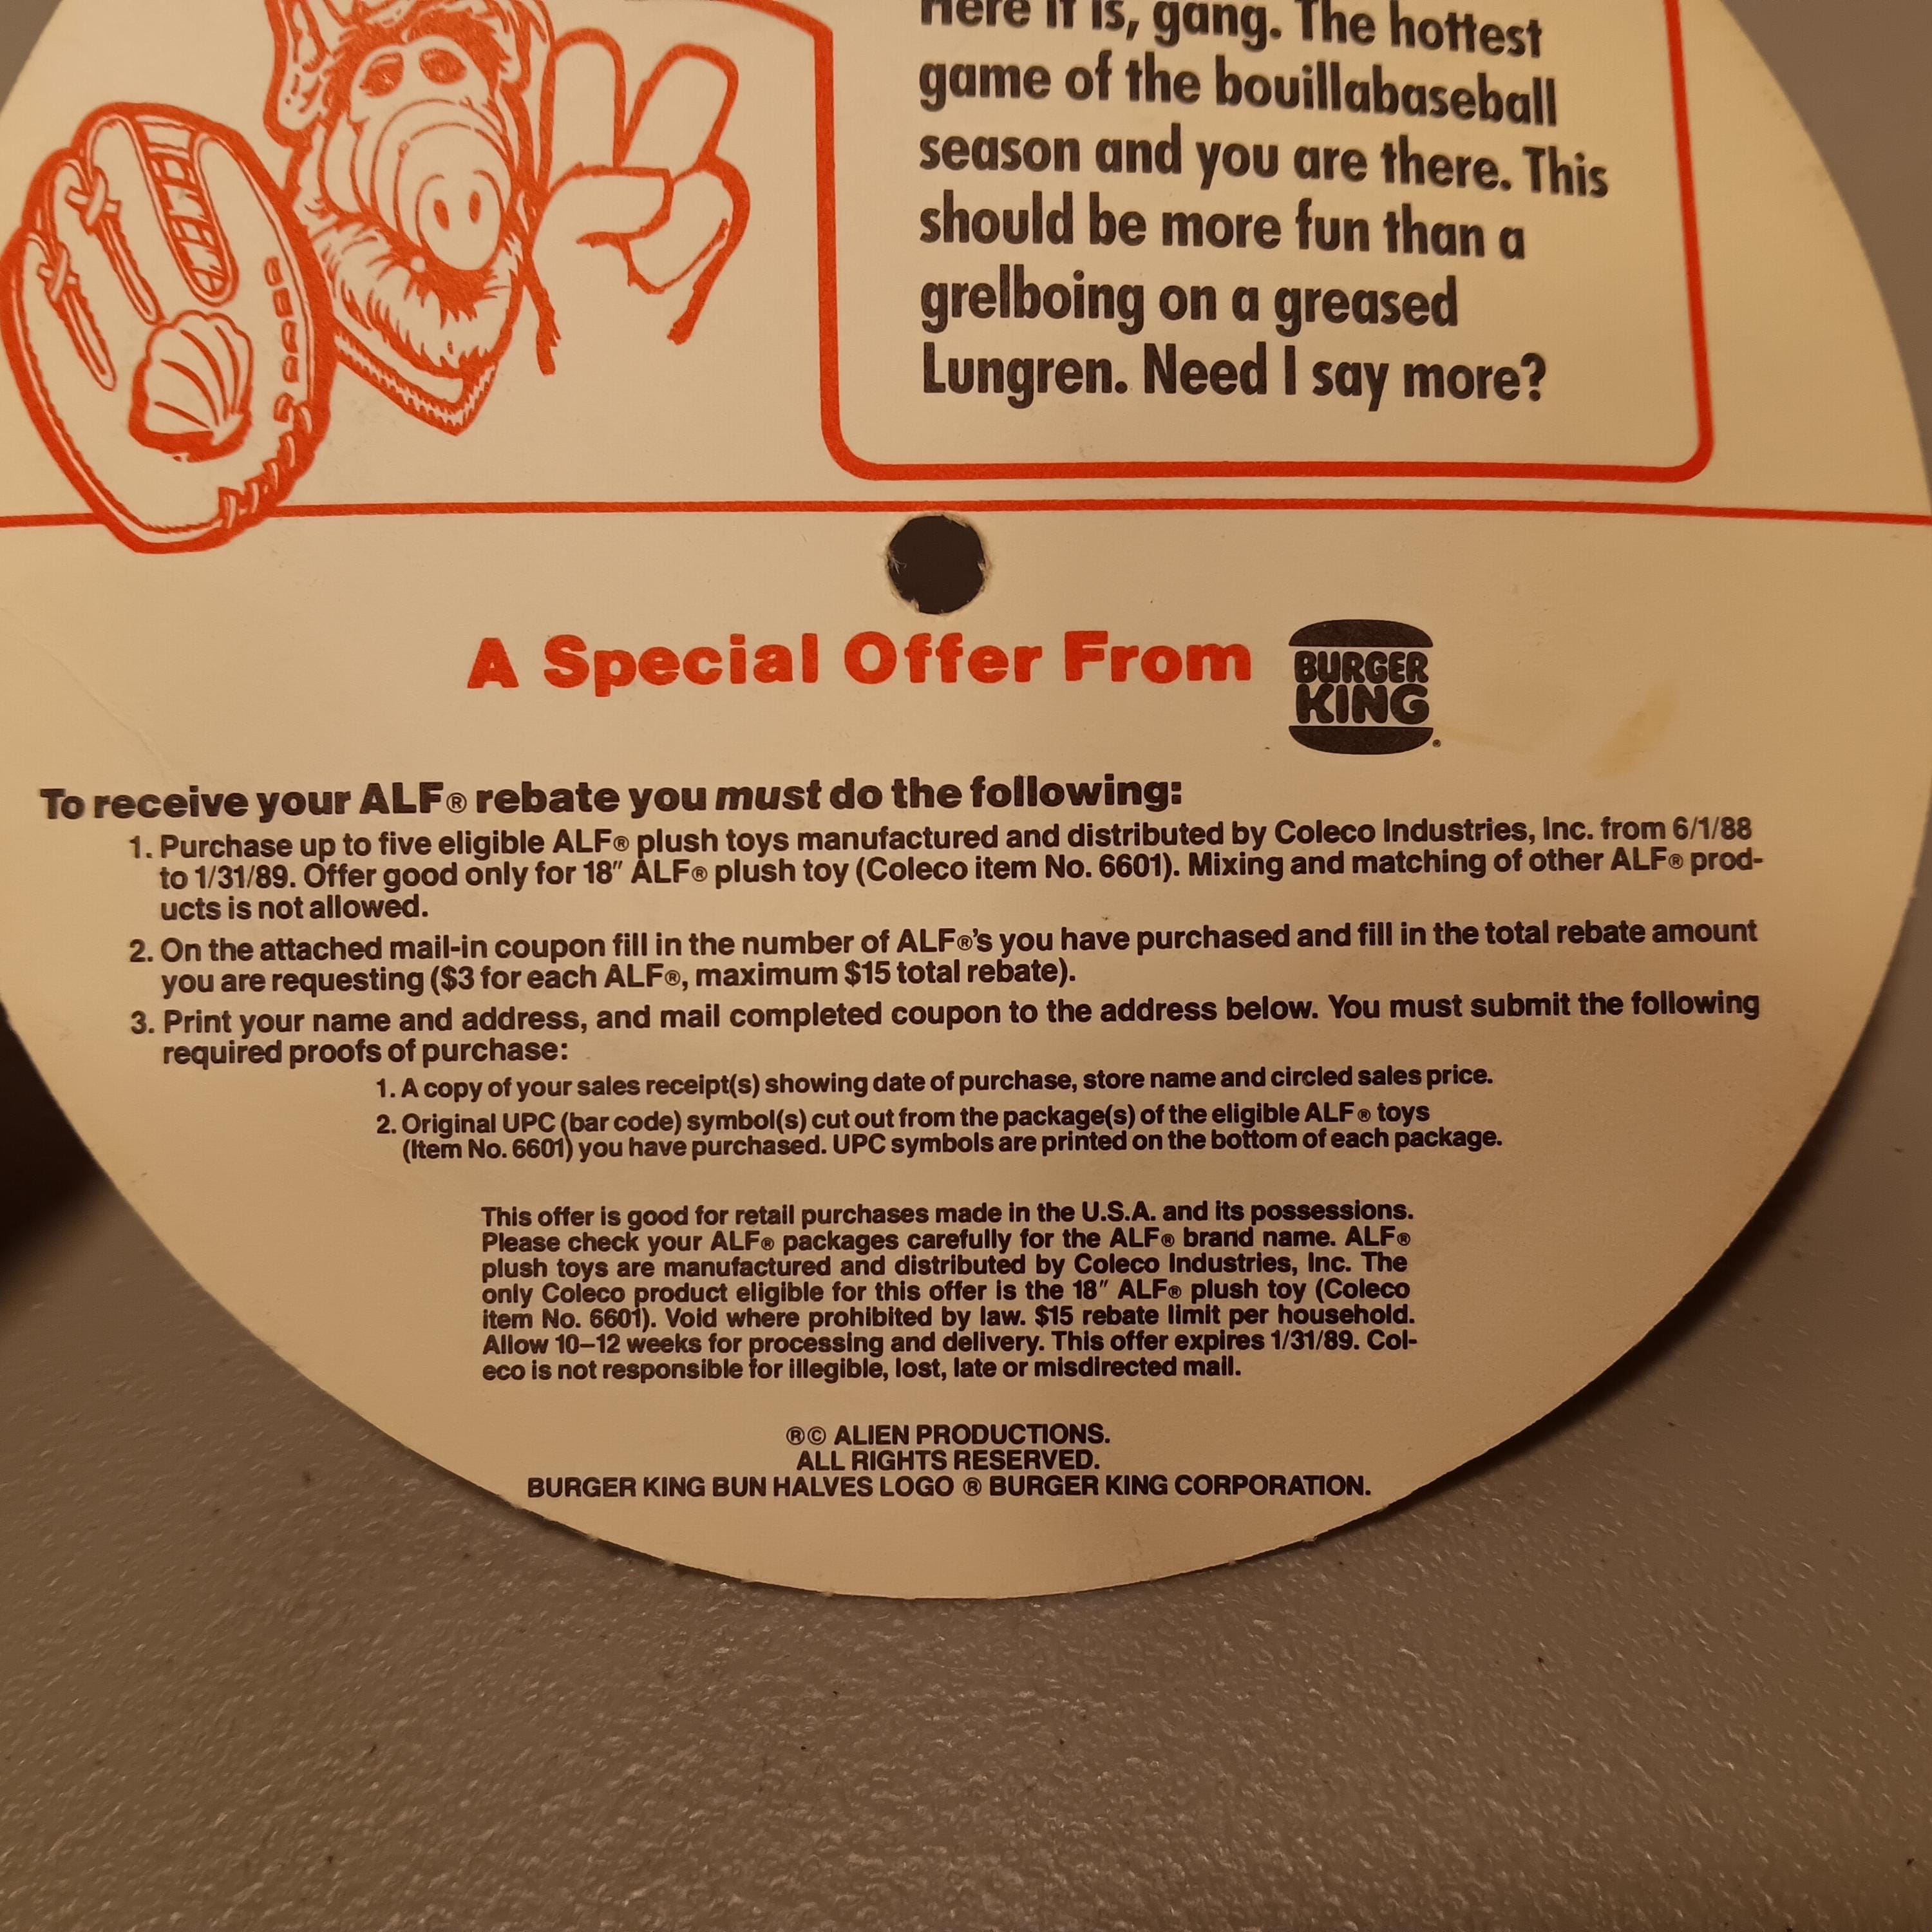 Here it is, gang. The hottest
game of the bouillabaseball
season and you are there. This
should be more fun than a
grelboing on a greased
Lungren. Need I say more?
A Special Offer From
BURGER
KING®
To receive your ALF® rebate you must do the following:
1. Purchase up to five eligible ALF® plush toys manufactured and distributed by Coleco Industries, Inc. from 6/1/88
to 1/31/89. Offer good only for 18″ ALF® plush toy (Coleco item No. 6601). Mixing and matching of other ALF® prod-
ucts is not allowed.
2. On the attached mail-in coupon fill in the number of ALF®'s you have purchased and fill in the total rebate amount
you are requesting ($3 for each ALF®, maximum $15 total rebate).
3. Print your name and address, and mail completed coupon to the address below. You must submit the following
required proofs of purchase:
1. A copy of your sales receipt(s) showing date of purchase, store name and circled sales price.
2. Original UPC (bar code) symbol(s) cut out from the package(s) of the eligible ALF® toys
(Item No. 6601) you have purchased. UPC symbols are printed on the bottom of each package.
This offer is good for retail purchases made in the U.S.A. and its possessions.
Please check your ALF® packages carefully for the ALF® brand name. ALF®
plush toys are manufactured and distributed by Coleco Industries, Inc. The
only Coleco product eligible for this offer is the 18″ ALF® plush toy (Coleco
item No. 6601). Void where prohibited by law. $15 rebate limit per household.
Allow 10–12 weeks for processing and delivery. This offer expires 1/31/89. Col-
eco is not responsible for illegible, lost, late or misdirected mail.
®© ALIEN PRODUCTIONS.
ALL RIGHTS RESERVED.
BURGER KING BUN HALVES LOGO ® BURGER KING CORPORATION.